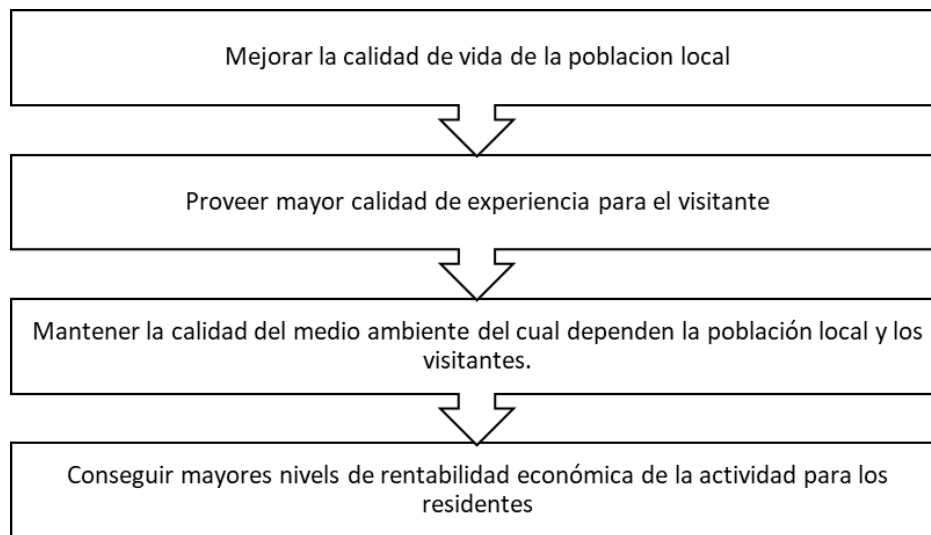 Mejorar la calidad de vida de la poblacion local
Proveer mayor calidad de experiencia para el visitante
Mantener la calidad del medio ambiente del cual dependen la población local y los
visitantes.
Conseguir mayores nivels de rentabilidad económica de la actividad para los
residentes